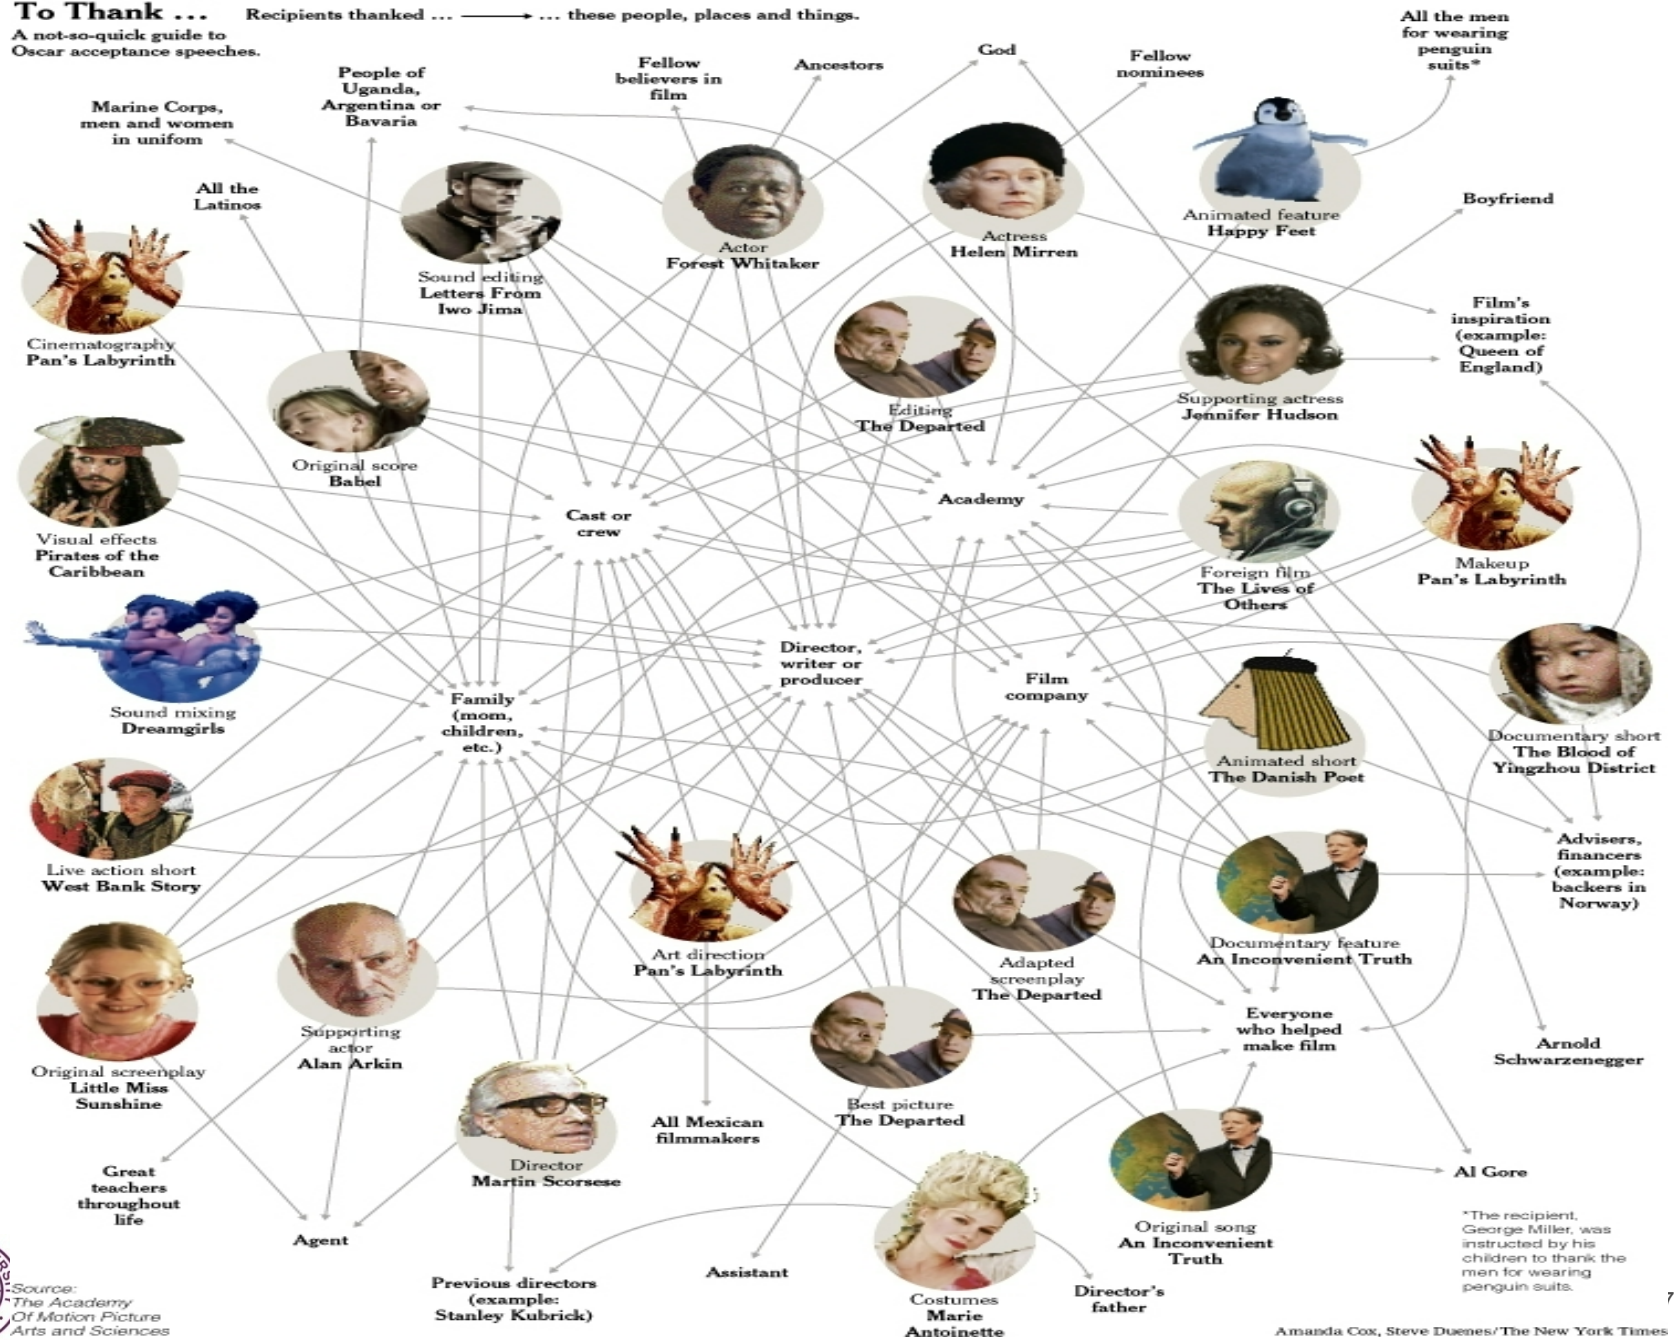 To Thank ...
Recipients thanked ... ... these people, places and things.
A not-so-quick guide to
Oscar acceptance speeches.
All the men
for wearing
penguin
suits*
God
Fellow
nominees
Fellow
believers in
film
Ancestors
People of
Uganda,
Argentina or
Bavaria
Marine Corps,
men and women
in unifom
All the
Latinos
Boyfriend
Animated feature
Happy Feet
Actress
Helen Mirren
Actor
Forest Whitaker
Sound editing
Letters From
Iwo Jima
Film's
inspiration
(example:
Queen of
England)
Cinematography
Pan's Labyrinth
Editing
The Departed
Supporting actress
Jennifer Hudson
Original score
Babel
Academy
Cast or
crew
Visual effects
Pirates of the
Caribbean
Foreign film
The Lives of
Others
Makeup
Pan's Labyrinth
Director,
writer or
producer
Film
company
Family
(mom,
children,
etc.)
Sound mixing
Dreamgirls
Animated short
The Danish Poet
Documentary short
The Blood of
Yingzhou District
Advisers,
financers
(example:
backers in
Norway)
Live action short
West Bank Story
Art direction
Pan's Labyrinth
Adapted
screenplay
The Departed
Documentary feature
An Inconvenient Truth
Everyone
who helped
make film
Arnold
Schwarzenegger
Supporting
actor
Alan Arkin
Original screenplay
Little Miss
Sunshine
Best picture
The Departed
All Mexican
filmmakers
Director
Martin Scorsese
Great
teachers
throughout
life
Al Gore
Agent
Original song
An Inconvenient
Truth
*The recipient,
George Miller, was
instructed by his
children to thank the
men for wearing
penguin suits.
Assistant
Previous directors
(example:
Stanley Kubrick)
Director's
father
Costumes
Marie
Antoinette
Source:
The Academy
Of Motion Picture
Arts and Sciences
7
Amanda Cox, Steve Duenes/The New York Times